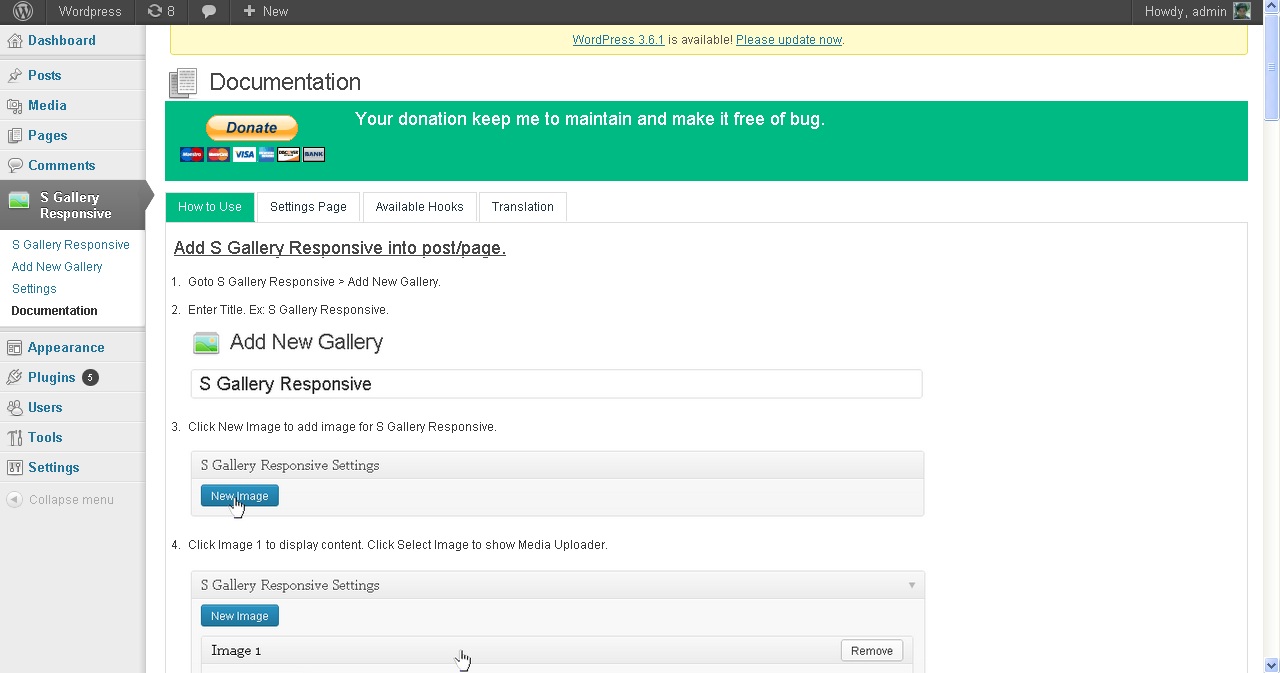 Wordpress 8 New Howdy, admin
Dashboard
Posts
Media
Pages
Comments
S Gallery
Responsive
S Gallery Responsive
Add New Gallery
Settings
Documentation
Appearance
Plugins 5
Users
Tools
Settings
Collapse menu
WordPress 3.6.1 is available! Please update now.
Documentation
Donate
Maestro MasterCard VISA DISCOVER BANK
Your donation keep me to maintain and make it free of bug.
How to Use Settings Page Available Hooks Translation
Add S Gallery Responsive into post/page.
1. Goto S Gallery Responsive > Add New Gallery.
2. Enter Title. Ex: S Gallery Responsive.
Add New Gallery
S Gallery Responsive
3. Click New Image to add image for S Gallery Responsive.
S Gallery Responsive Settings
New Image
4. Click Image 1 to display content. Click Select Image to show Media Uploader.
S Gallery Responsive Settings
New Image
Image 1 Remove